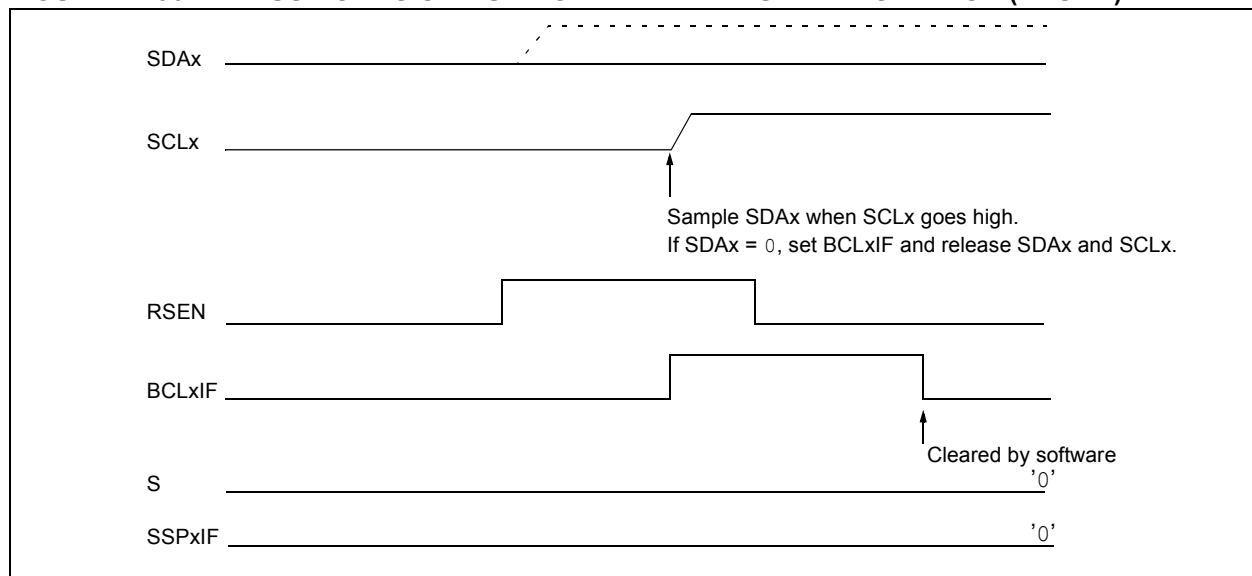 SDAx
SCLx
Sample SDAx when SCLx goes high.
If SDAx = 0, set BCLxIF and release SDAx and SCLx.
RSEN
BCLxIF
Cleared by software
S '0'
SSPxIF '0'